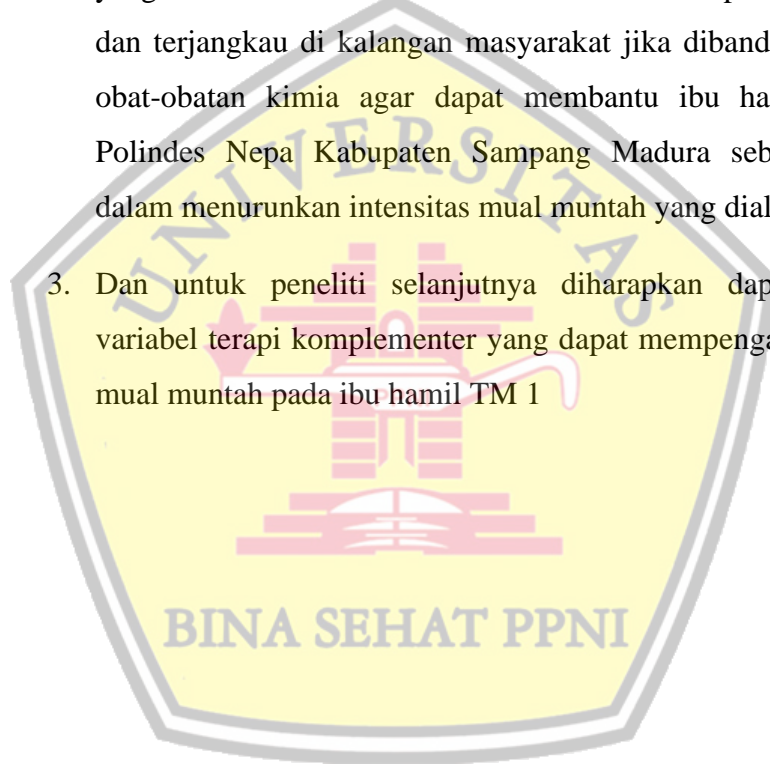 dan terjangkau di kalangan masyarakat jika diband
obat-obatan kimia agar dapat membantu ibu ha
Polindes Nepa Kabupaten Sampang Madura seb
dalam menurunkan intensitas mual muntah yang dial
3. Dan untuk peneliti selanjutnya diharapkan dap
variabel terapi komplementer yang dapat mempenga
mual muntah pada ibu hamil TM 1
UNIVERSITAS
PPNI
BINA SEHAT PPNI